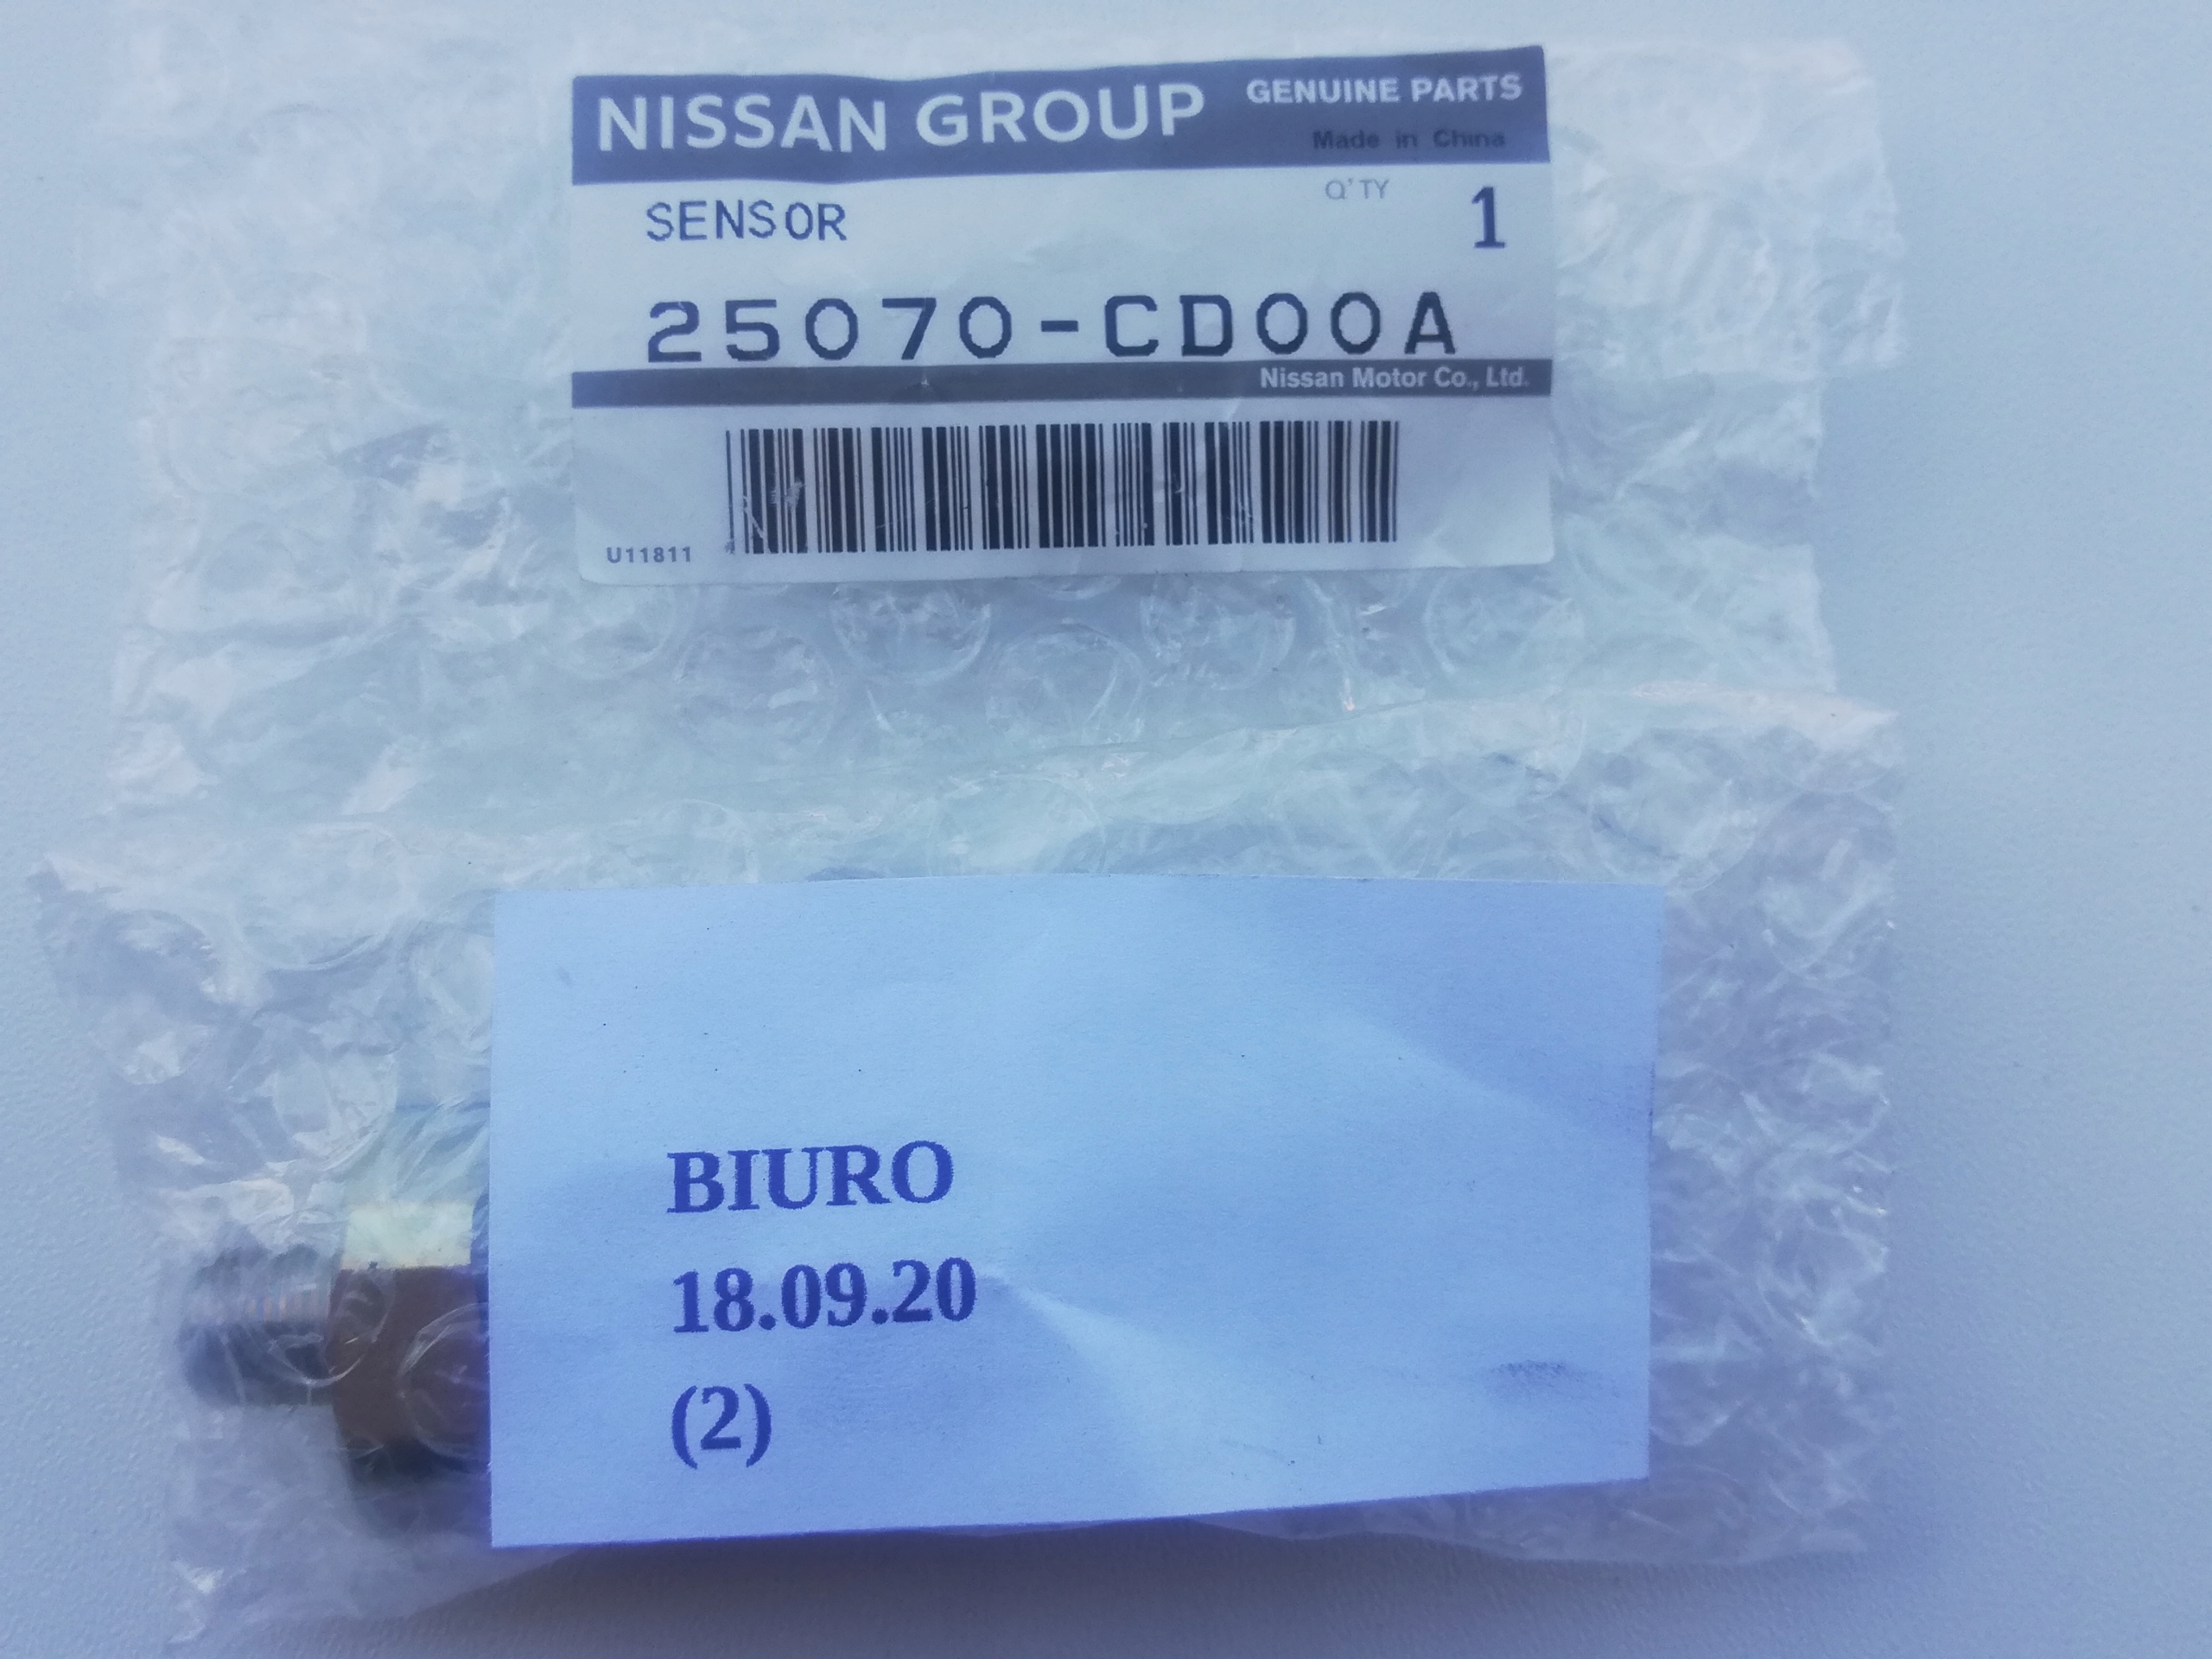 NISSAN GROUP GENUINE PARTS
Made in China
SENSOR Q'TY 1
25070-CD00A
Nissan Motor Co., Ltd.
U11811
BIURO
18.09.20
(2)